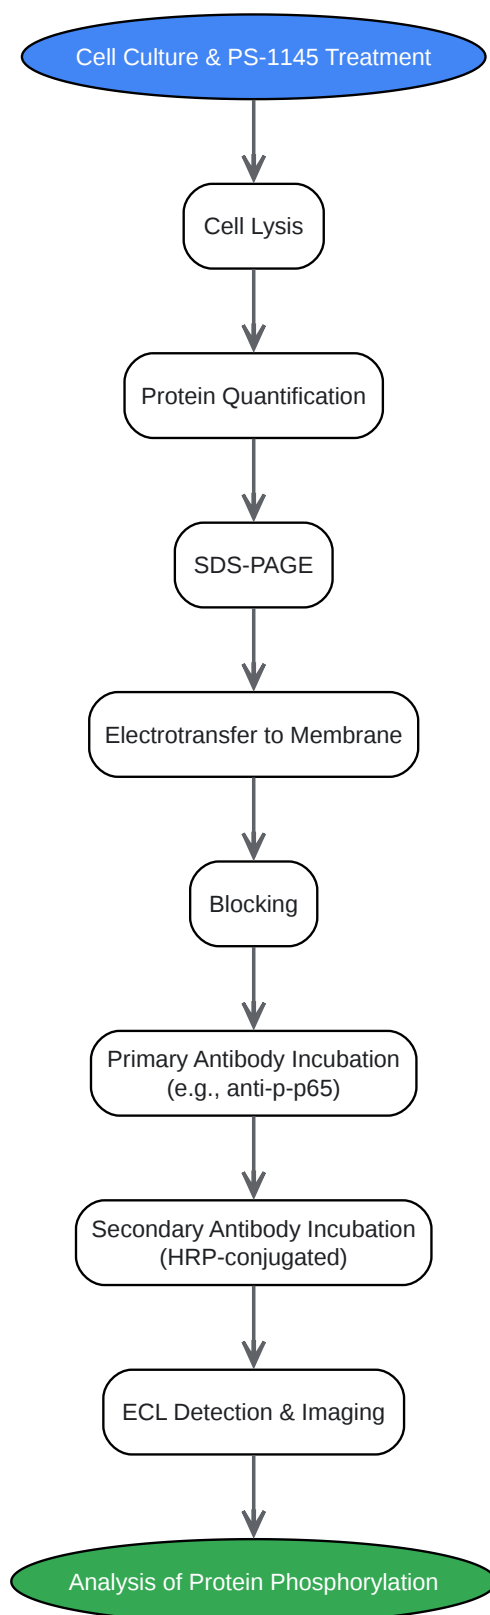 Cell Culture & PS-1145 Treatment
Cell Lysis
Protein Quantification
SDS-PAGE
Electrotransfer to Membrane
Blocking
Primary Antibody Incubation
(e.g., anti-p-p65)
Secondary Antibody Incubation
(HRP-conjugated)
ECL Detection & Imaging
Analysis of Protein Phosphorylation